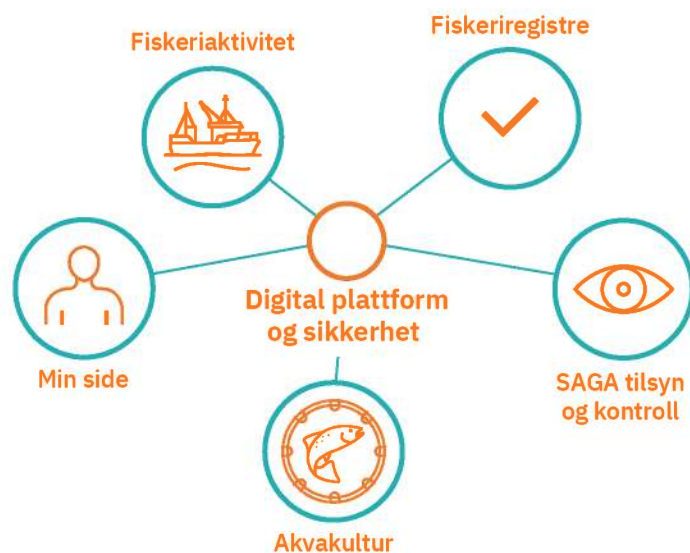 Fiskeriaktivitet
Fiskeriregistre
Digital plattform
og sikkerhet
Min side
SAGA tilsyn
og kontroll
Akvakultur